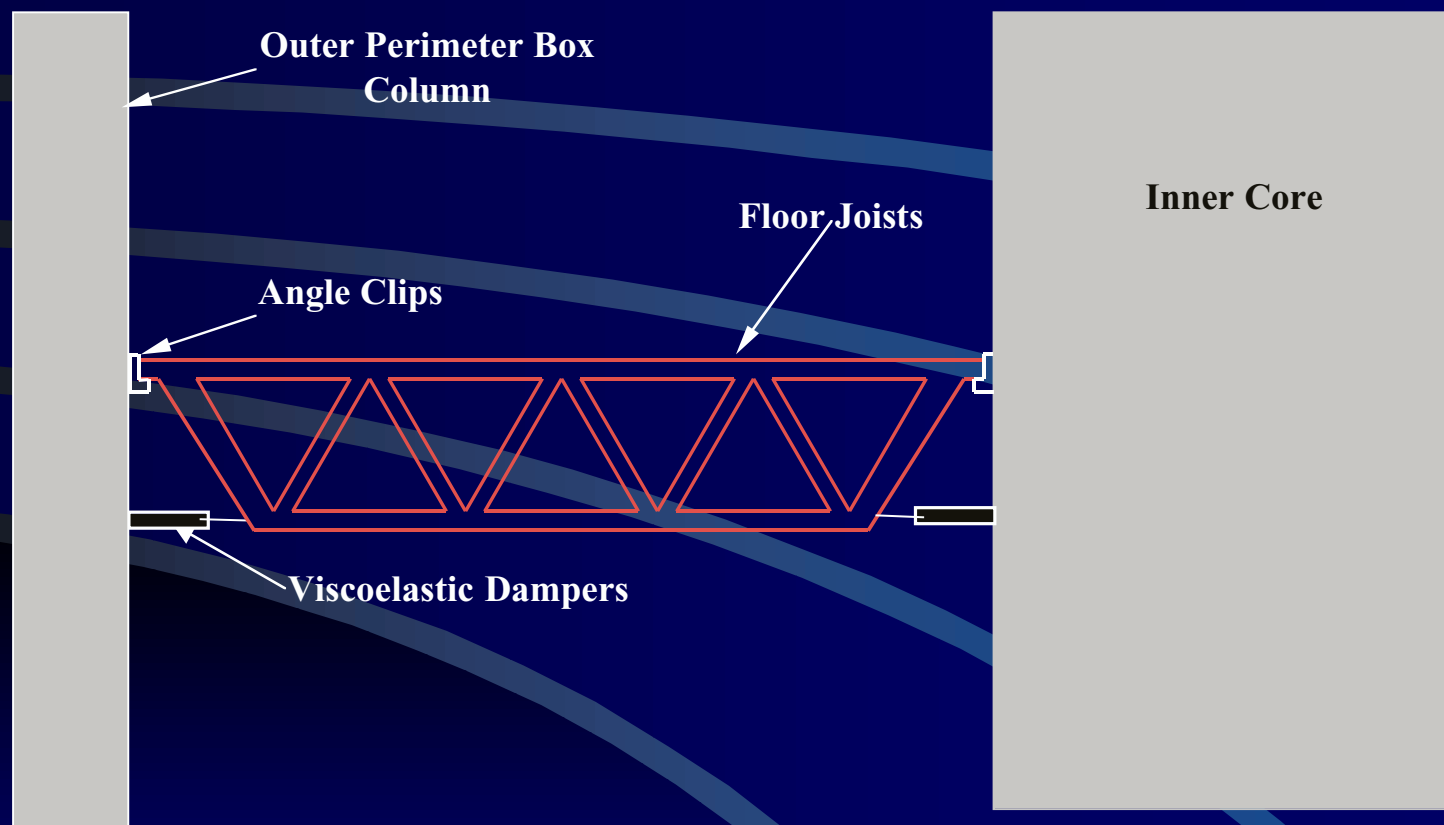 Outer Perimeter Box
Column
Inner Core
Floor Joists
Angle Clips
Viscoelastic Dampers